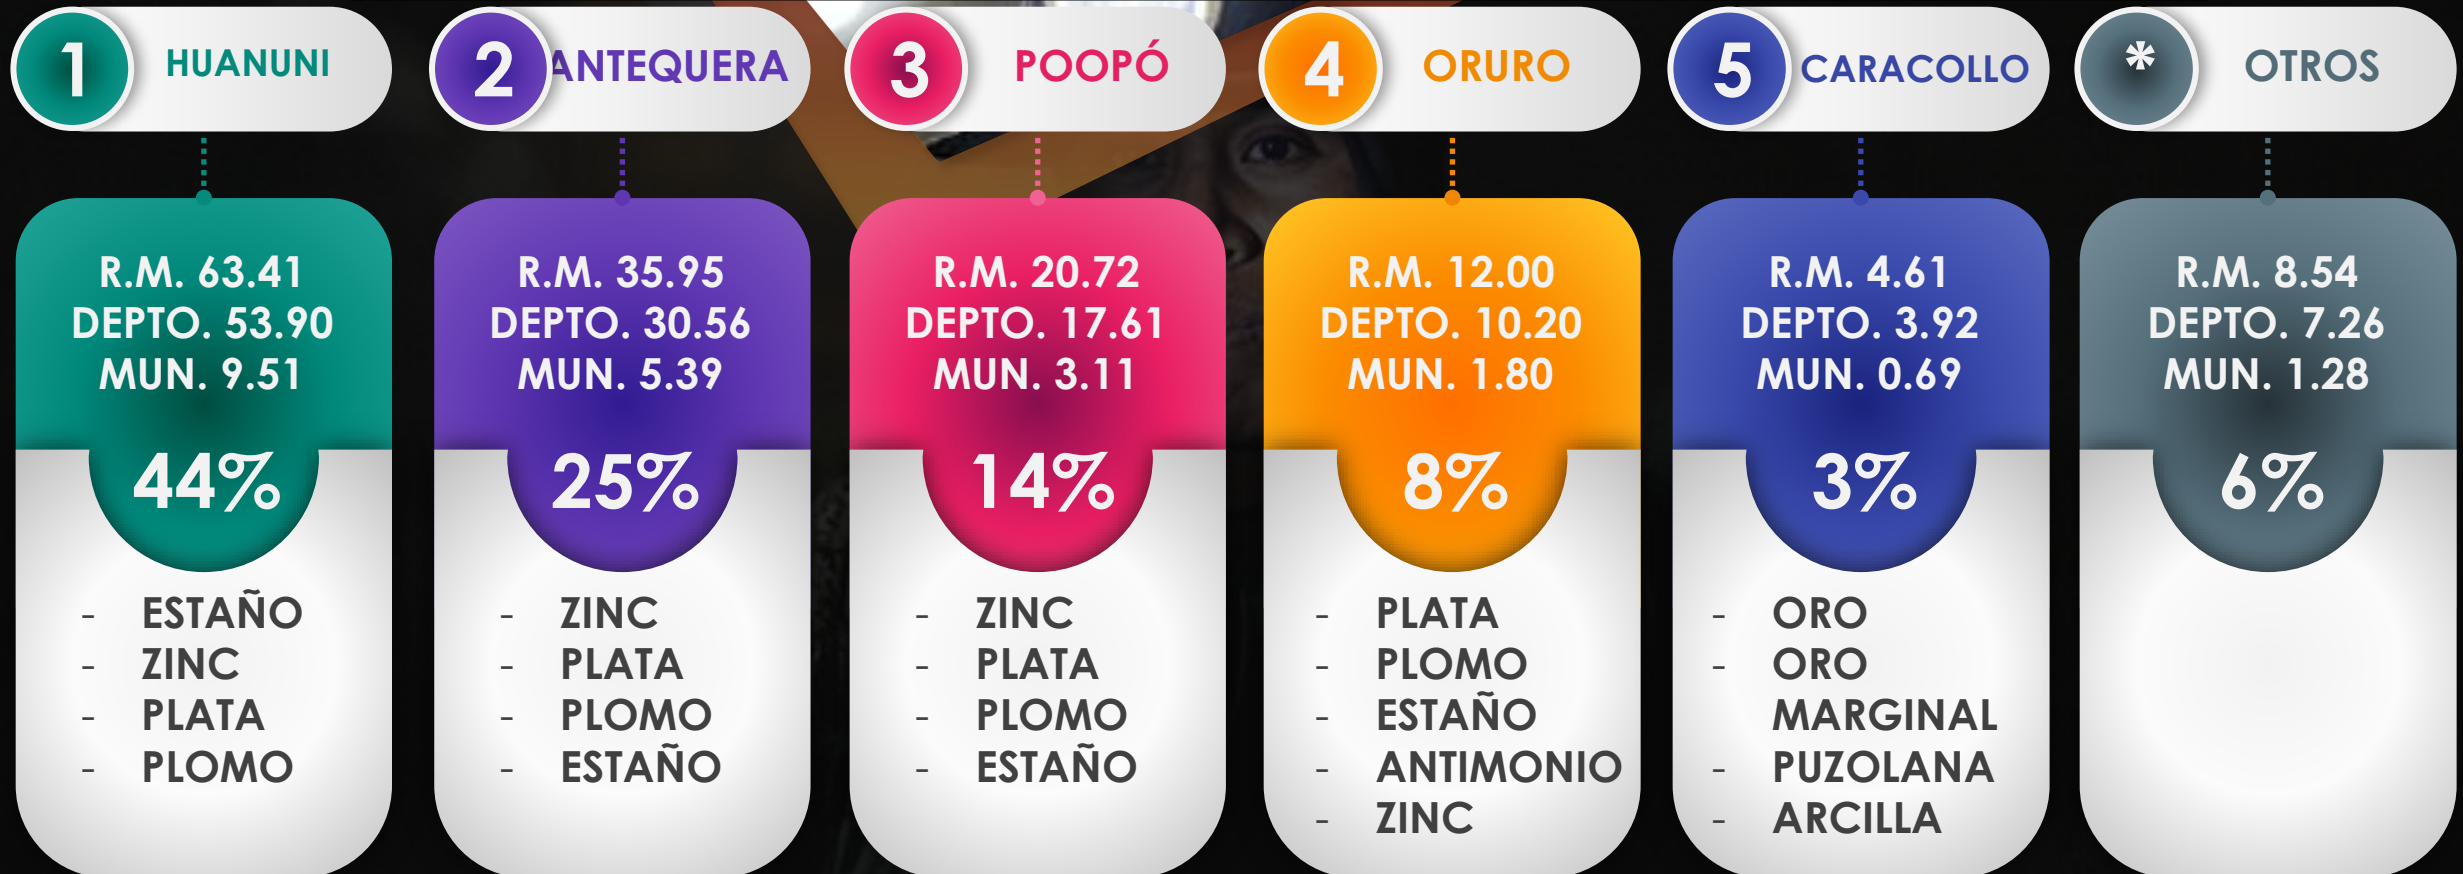 1 HUANUNI
R.M. 63.41
DEPTO. 53.90
MUN. 9.51
44%
- ESTAÑO
- ZINC
- PLATA
- PLOMO
2 ANTEQUERA
R.M. 35.95
DEPTO. 30.56
MUN. 5.39
25%
- ZINC
- PLATA
- PLOMO
- ESTAÑO
3 POOPÓ
R.M. 20.72
DEPTO. 17.61
MUN. 3.11
14%
- ZINC
- PLATA
- PLOMO
- ESTAÑO
4 ORURO
R.M. 12.00
DEPTO. 10.20
MUN. 1.80
8%
- PLATA
- PLOMO
- ESTAÑO
- ANTIMONIO
- ZINC
5 CARACOLLO
R.M. 4.61
DEPTO. 3.92
MUN. 0.69
3%
- ORO
- ORO
MARGINAL
- PUZOLANA
- ARCILLA
* OTROS
R.M. 8.54
DEPTO. 7.26
MUN. 1.28
6%